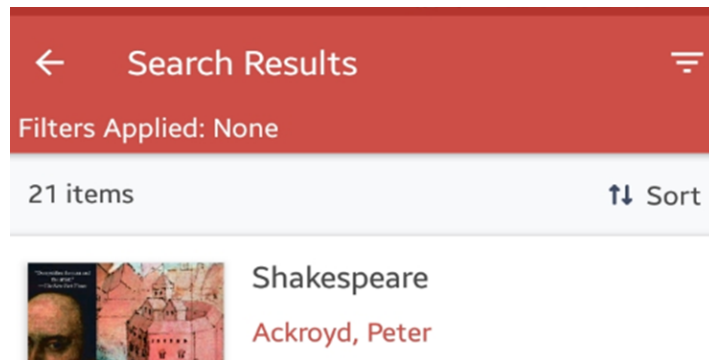 Search Results
Filters Applied: None
21 items
Sort
Shakespeare
Ackroyd, Peter